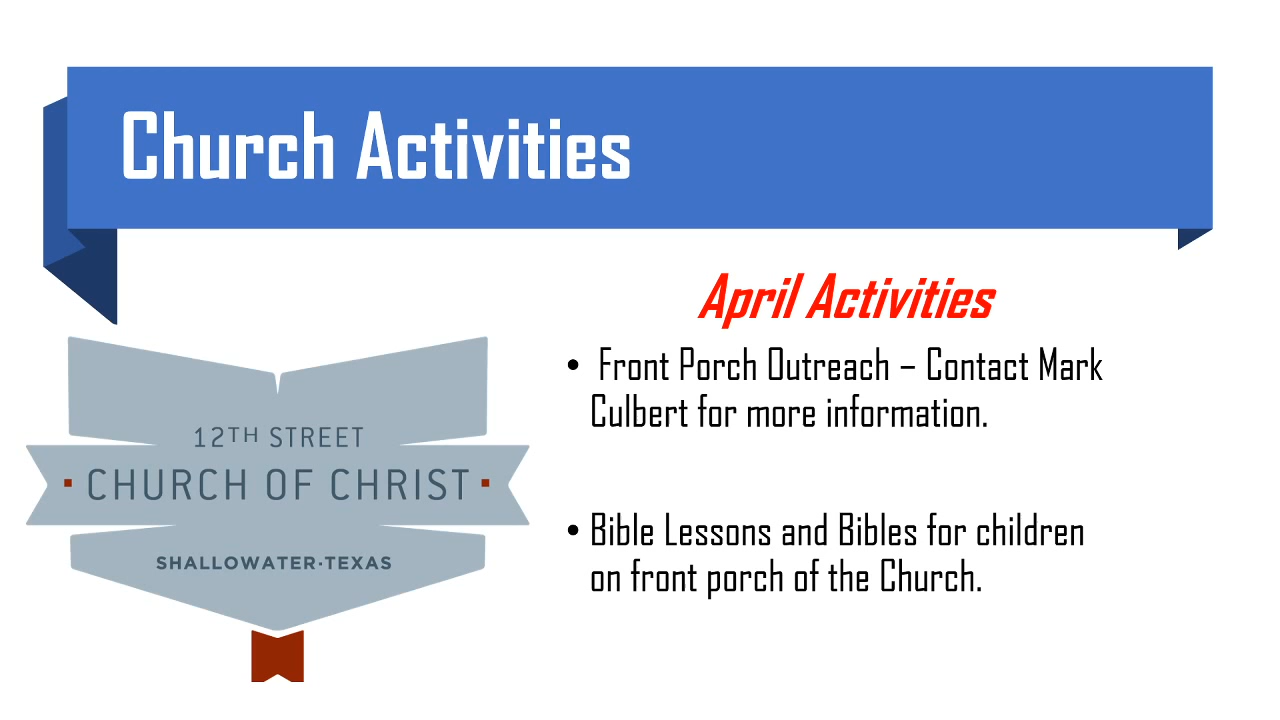 Church Activities
April Activities
• Front Porch Outreach – Contact Mark
Culbert for more information.
• Bible Lessons and Bibles for children
on front porch of the Church.
12TH STREET
CHURCH OF CHRIST
SHALLOWATER·TEXAS